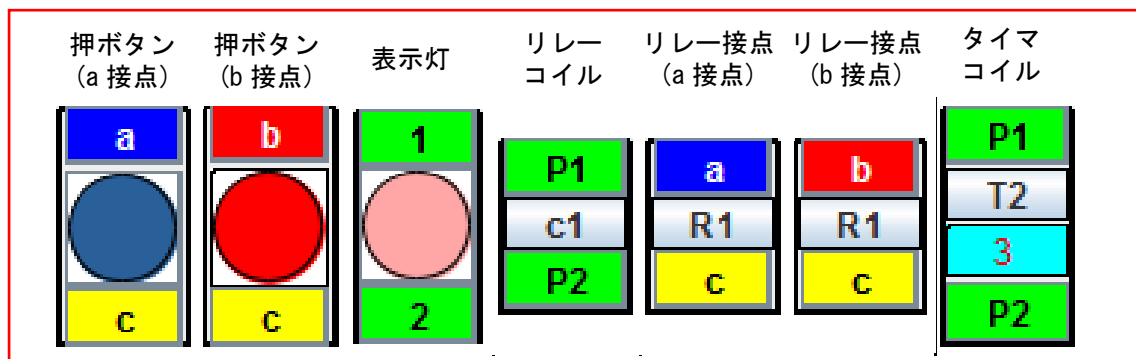 押ボタン
(a 接点)
押ボタン
(b 接点)
表示灯
リレー
コイル
リレー接点
(a 接点)
リレー接点
(b 接点)
タイマ
コイル
a
c
b
c
1
2
P1
c1
P2
a
R1
c
b
R1
c
P1
T2
3
P2